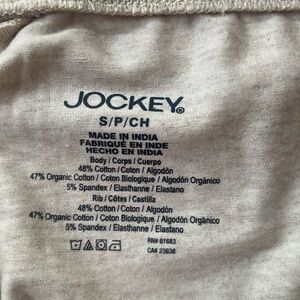 JOCKEY®
S/P/CH
MADE IN INDIA
FABRIQUÉ EN INDE
HECHO EN INDIA
Body / Corps / Cuerpo
48% Cotton / Coton / Algodón
47% Organic Cotton / Coton Biologique / Algodón Orgánico
5% Spandex / Elasthanne / Elastano
Rib / Côtes / Costilla
48% Cotton / Coton / Algodón
47% Organic Cotton / Coton Biologique / Algodón Orgánico
5% Spandex / Elasthanne / Elastano
RN# 61683
CA# 23836